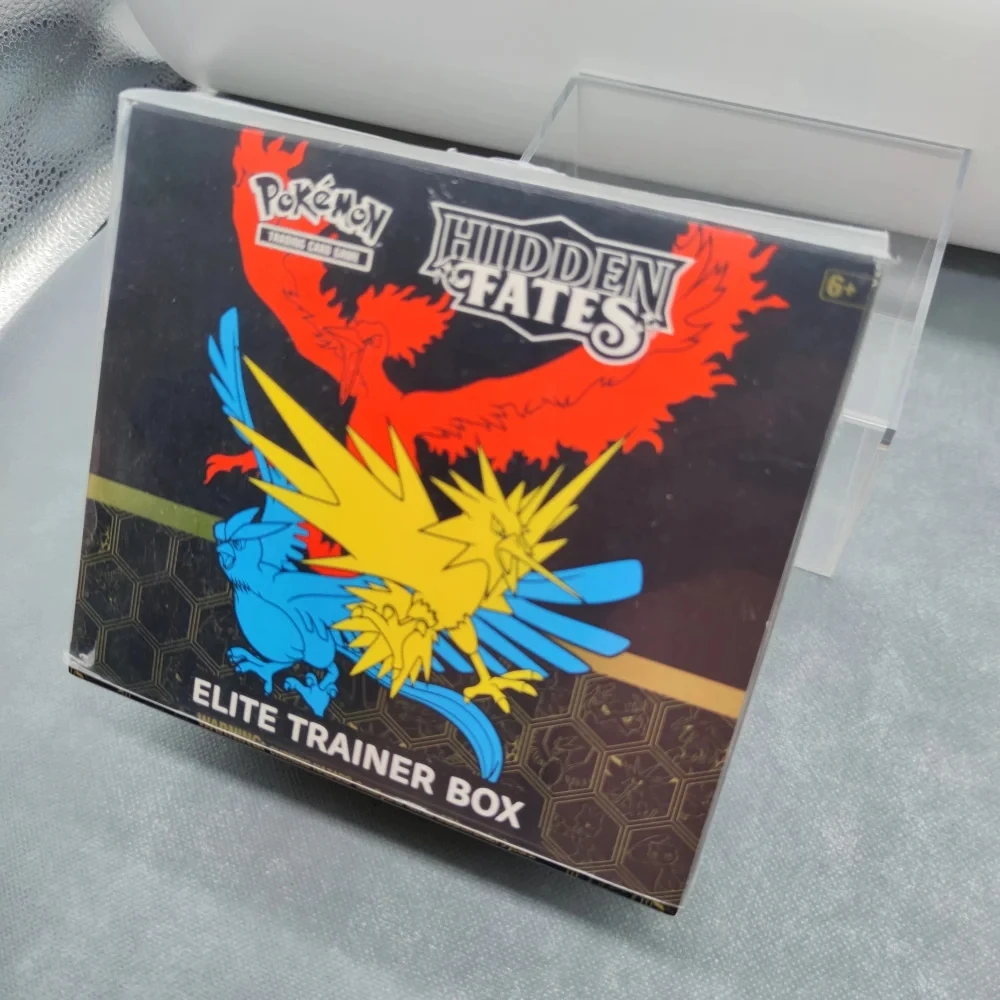 POKéMON
TRADING CARD GAME
HIDDEN
FATES
6+
ELITE TRAINER BOX
WARNING: